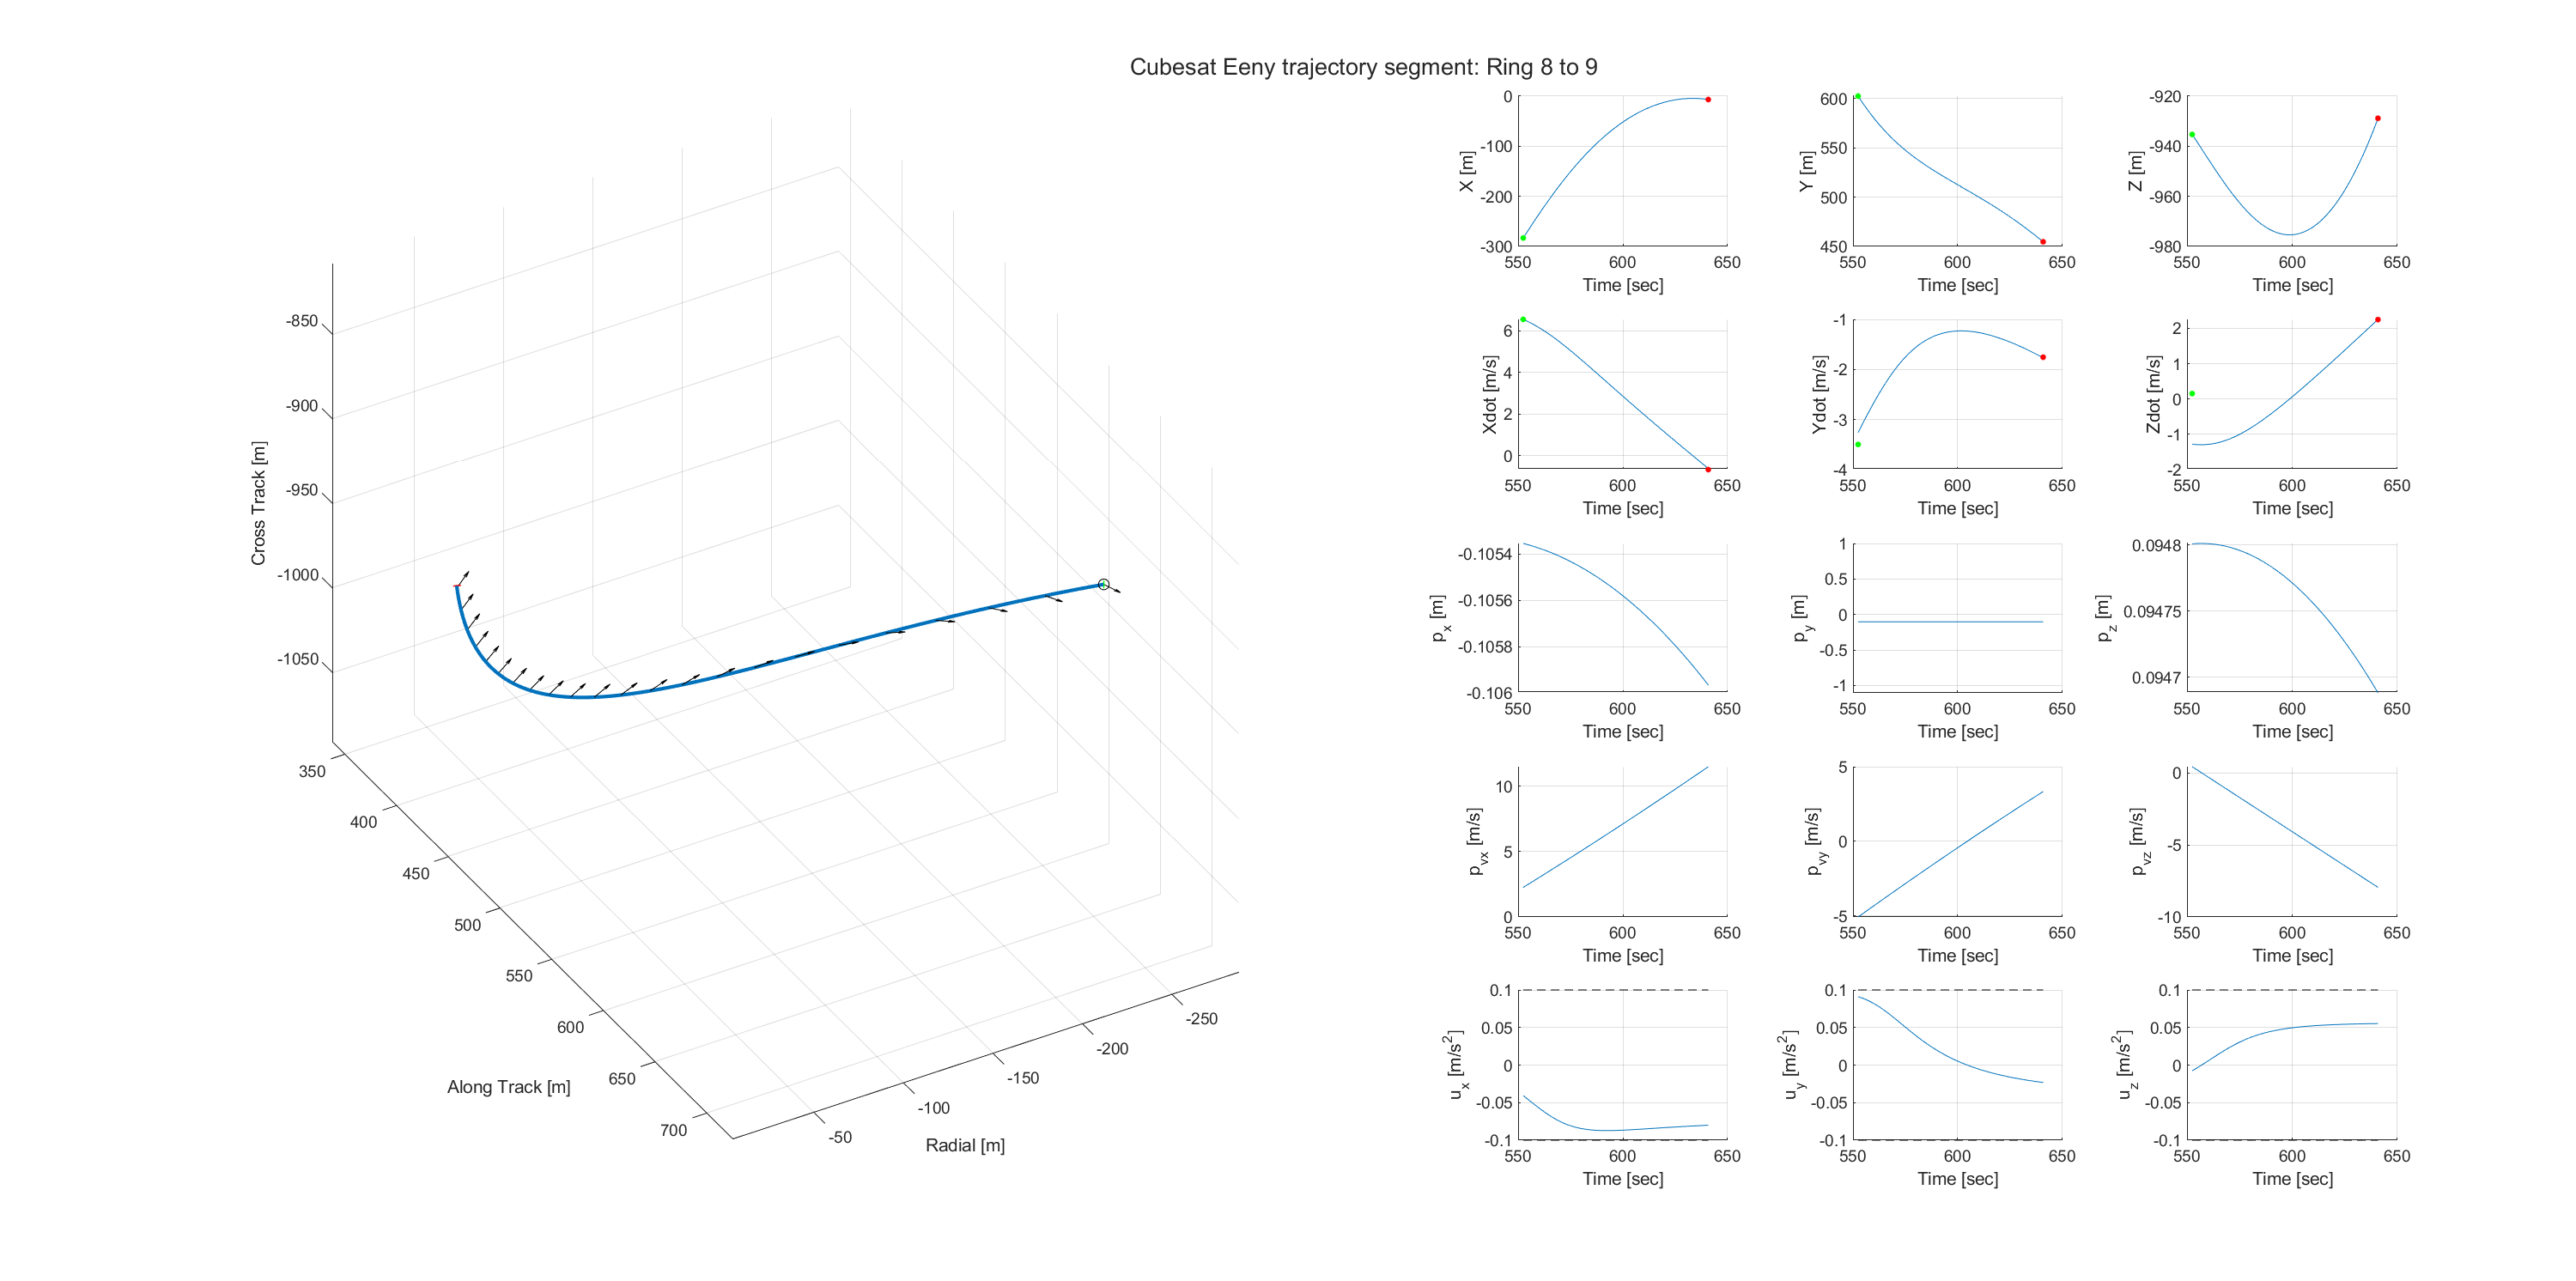 Cubesat Eeny trajectory segment: Ring 8 to 9
-850
-900
-950
-1000
-1050
Cross Track [m]
350
400
450
500
550
600
650
700
Along Track [m]
-50
-100
-150
-200
-250
Radial [m]
0
-100
-200
-300
X [m]
550 600 650
Time [sec]
600
550
500
450
Y [m]
550 600 650
Time [sec]
-920
-940
-960
-980
Z [m]
550 600 650
Time [sec]
6
4
2
0
Xdot [m/s]
550 600 650
Time [sec]
-1
-2
-3
-4
Ydot [m/s]
550 600 650
Time [sec]
2
1
0
-1
-2
Zdot [m/s]
550 600 650
Time [sec]
-0.1054
-0.1056
-0.1058
-0.106
p_x [m]
550 600 650
Time [sec]
1
0.5
0
-0.5
-1
p_y [m]
550 600 650
Time [sec]
0.0948
0.09475
0.0947
p_z [m]
550 600 650
Time [sec]
10
5
0
p_vx [m/s]
550 600 650
Time [sec]
5
0
-5
p_vy [m/s]
550 600 650
Time [sec]
0
-5
-10
p_vz [m/s]
550 600 650
Time [sec]
0.1
0.05
0
-0.05
-0.1
u_x [m/s²]
550 600 650
Time [sec]
0.1
0.05
0
-0.05
-0.1
u_y [m/s²]
550 600 650
Time [sec]
0.1
0.05
0
-0.05
-0.1
u_z [m/s²]
550 600 650
Time [sec]